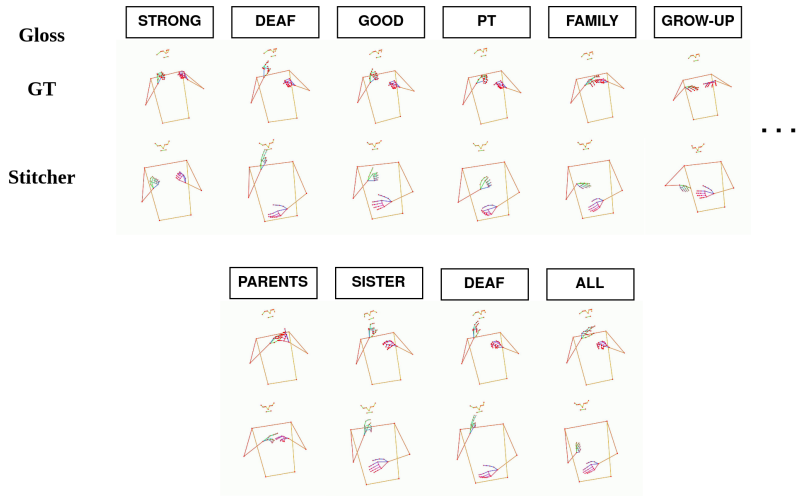 Gloss STRONG DEAF GOOD PT FAMILY GROW-UP
GT
...
Stitcher
PARENTS SISTER DEAF ALL